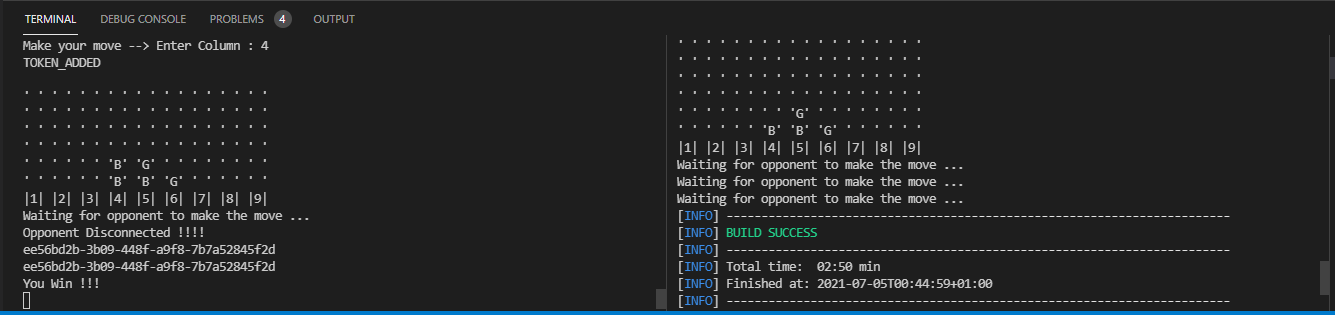 TERMINAL DEBUG CONSOLE PROBLEMS 4 OUTPUT
Make your move --> Enter Column : 4
TOKEN_ADDED
' ' ' ' ' ' ' ' ' ' ' ' ' ' ' ' ' '
' ' ' ' ' ' ' ' ' ' ' ' ' ' ' ' ' '
' ' ' ' ' ' ' ' ' ' ' ' ' ' ' ' ' '
' ' ' ' ' ' ' ' ' ' ' ' ' ' ' ' ' '
' ' ' ' ' ' 'B' 'G' ' ' ' ' ' ' ' '
' ' ' ' ' ' 'B' 'B' 'G' ' ' ' ' ' '
|1| |2| |3| |4| |5| |6| |7| |8| |9|
Waiting for opponent to make the move ...
Opponent Disconnected !!!!
ee56bd2b-3b09-448f-a9f8-7b7a52845f2d
ee56bd2b-3b09-448f-a9f8-7b7a52845f2d
You Win !!!
' ' ' ' ' ' ' ' ' ' ' ' ' ' ' ' ' '
' ' ' ' ' ' ' ' ' ' ' ' ' ' ' ' ' '
' ' ' ' ' ' ' ' ' ' ' ' ' ' ' ' ' '
' ' ' ' ' ' ' ' ' ' ' ' ' ' ' ' ' '
' ' ' ' ' ' ' ' 'G' ' ' ' ' ' ' ' '
' ' ' ' ' ' 'B' 'B' 'G' ' ' ' ' ' '
|1| |2| |3| |4| |5| |6| |7| |8| |9|
Waiting for opponent to make the move ...
Waiting for opponent to make the move ...
Waiting for opponent to make the move ...
[INFO] ------------------------------------------------------------------------
[INFO] BUILD SUCCESS
[INFO] ------------------------------------------------------------------------
[INFO] Total time:  02:50 min
[INFO] Finished at: 2021-07-05T00:44:59+01:00
[INFO] ------------------------------------------------------------------------